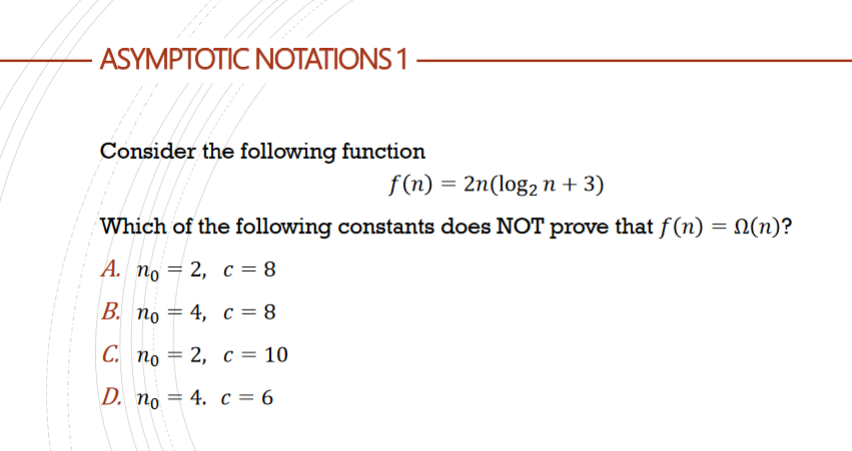 ASYMPTOTIC NOTATIONS 1
Consider the following function
f(n) = 2n(log₂ n + 3)
Which of the following constants does NOT prove that f(n) = Ω(n)?
A. n₀ = 2, c = 8
B. n₀ = 4, c = 8
C. n₀ = 2, c = 10
D. n₀ = 4. c = 6